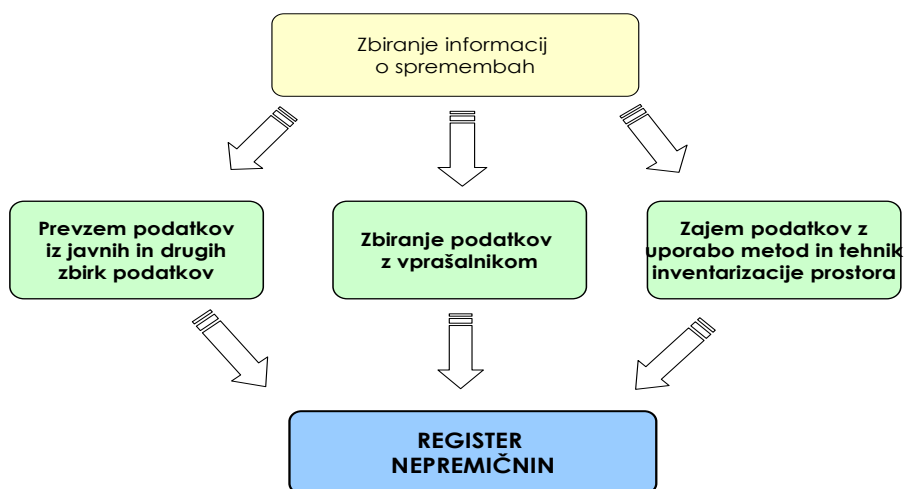 Zbiranje informacij
o spremembah
Prevzem podatkov
iz javnih in drugih
zbirk podatkov
Zbiranje podatkov
z vprašalnikom
Zajem podatkov z
uporabo metod in tehnik
inventarizacije prostora
REGISTER
NEPREMIČNIN